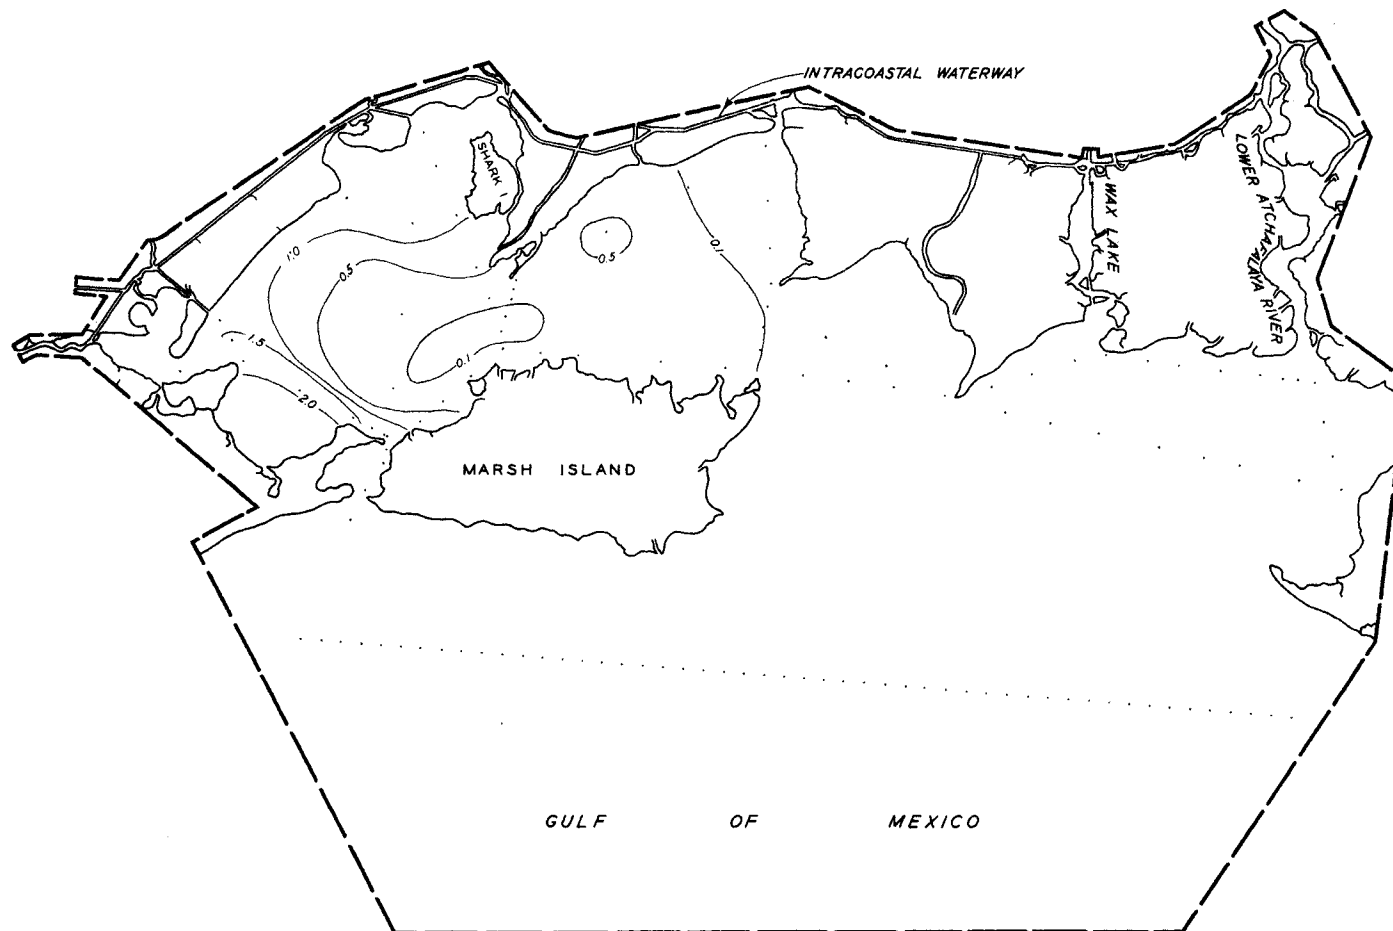 INTRACOASTAL WATERWAY
SHARK I
WAX LAKE
LOWER ATCHAFALAYA RIVER
1.0
0.5
0.5
0.1
1.5
0.1
2.0
MARSH ISLAND
GULF OF MEXICO